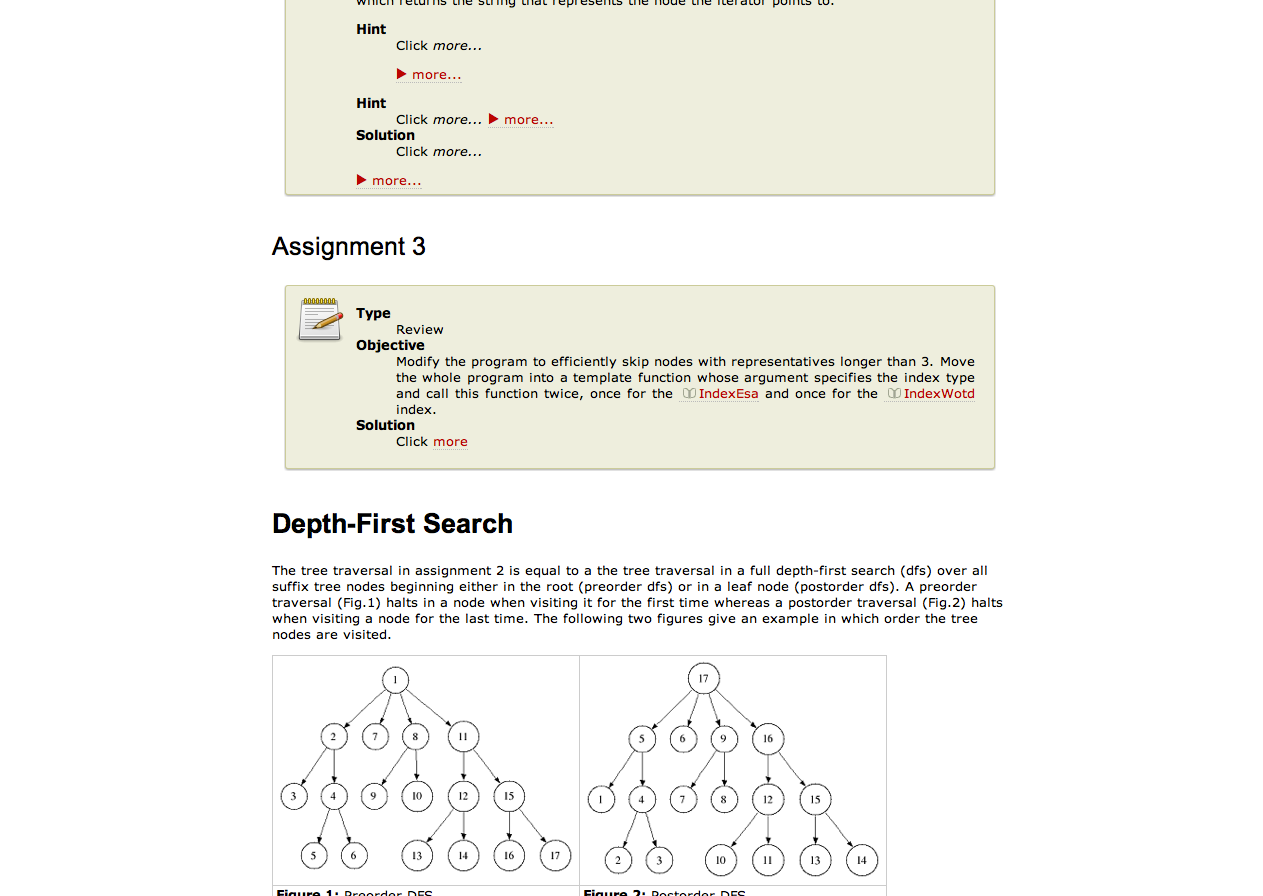 which returns the string that represents the node the iterator points to.
Hint
Click more...
▶ more...
Hint
Click more... ▶ more...
Solution
Click more...
▶ more...
Assignment 3
Type
Review
Objective
Modify the program to efficiently skip nodes with representatives longer than 3. Move
the whole program into a template function whose argument specifies the index type
and call this function twice, once for the IndexEsa and once for the IndexWotd
index.
Solution
Click more
Depth-First Search
The tree traversal in assignment 2 is equal to a the tree traversal in a full depth-first search (dfs) over all
suffix tree nodes beginning either in the root (preorder dfs) or in a leaf node (postorder dfs). A preorder
traversal (Fig.1) halts in a node when visiting it for the first time whereas a postorder traversal (Fig.2) halts
when visiting a node for the last time. The following two figures give an example in which order the tree
nodes are visited.
1
2 7 8 11
3 4 9 10 12 15
5 6 13 14 16 17
Figure 1: Preorder DFS
17
5 6 9 16
1 4 7 8 12 15
2 3 10 11 13 14
Figure 2: Postorder DFS